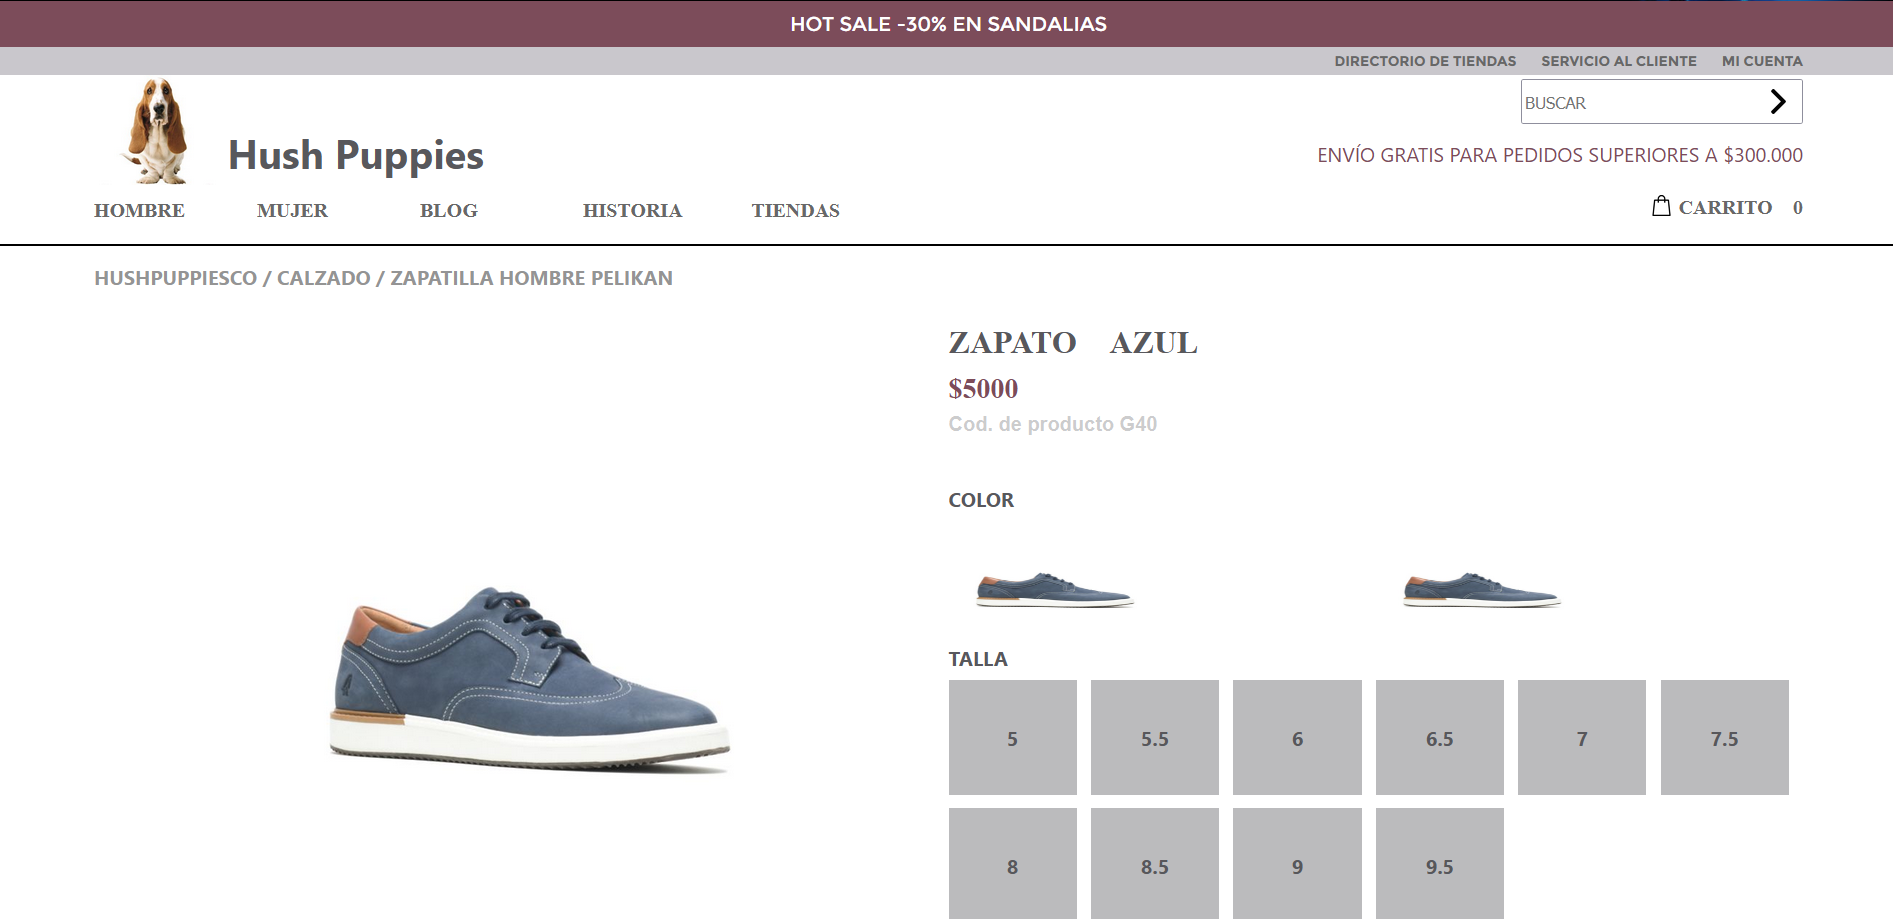 HOT SALE -30% EN SANDALIAS
DIRECTORIO DE TIENDAS SERVICIO AL CLIENTE MI CUENTA
BUSCAR
Hush Puppies
ENVÍO GRATIS PARA PEDIDOS SUPERIORES A $300.000
HOMBRE MUJER BLOG HISTORIA TIENDAS
CARRITO 0
HUSHPUPPIESCO / CALZADO / ZAPATILLA HOMBRE PELIKAN
ZAPATO AZUL
$5000
Cod. de producto G40
COLOR
TALLA
5 5.5 6 6.5 7 7.5
8 8.5 9 9.5